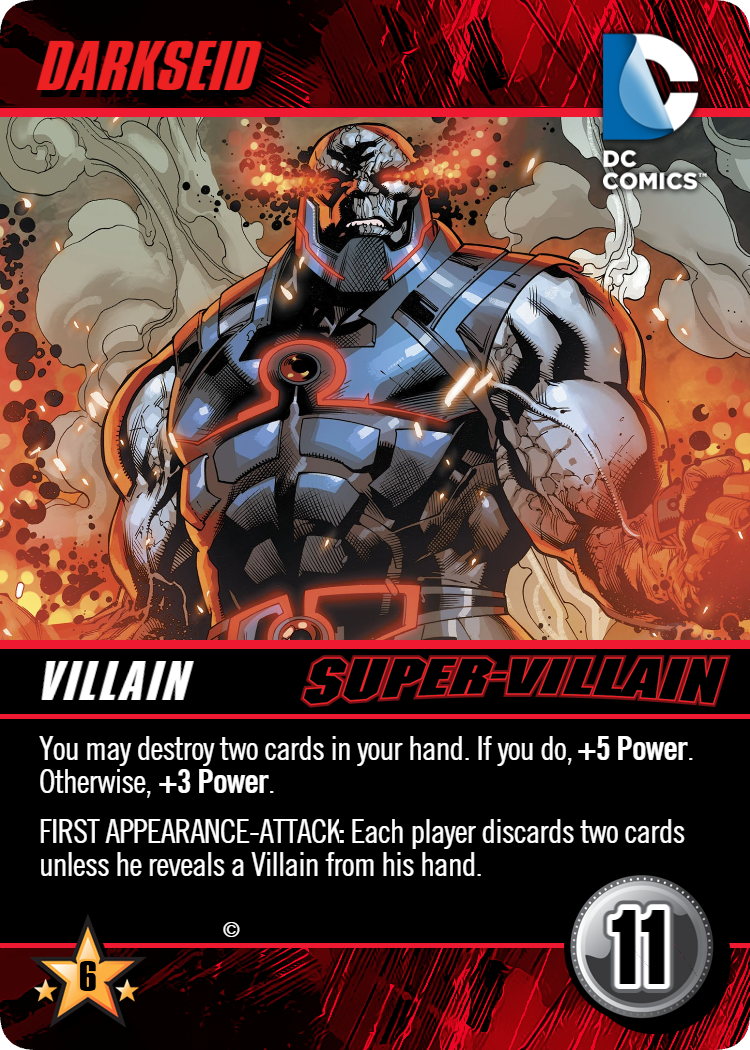 DARKSEID
DC
COMICS™
VILLAIN
SUPER-VILLAIN
You may destroy two cards in your hand. If you do, +5 Power.
Otherwise, +3 Power.
FIRST APPEARANCE-ATTACK: Each player discards two cards
unless he reveals a Villain from his hand.
©
6
11